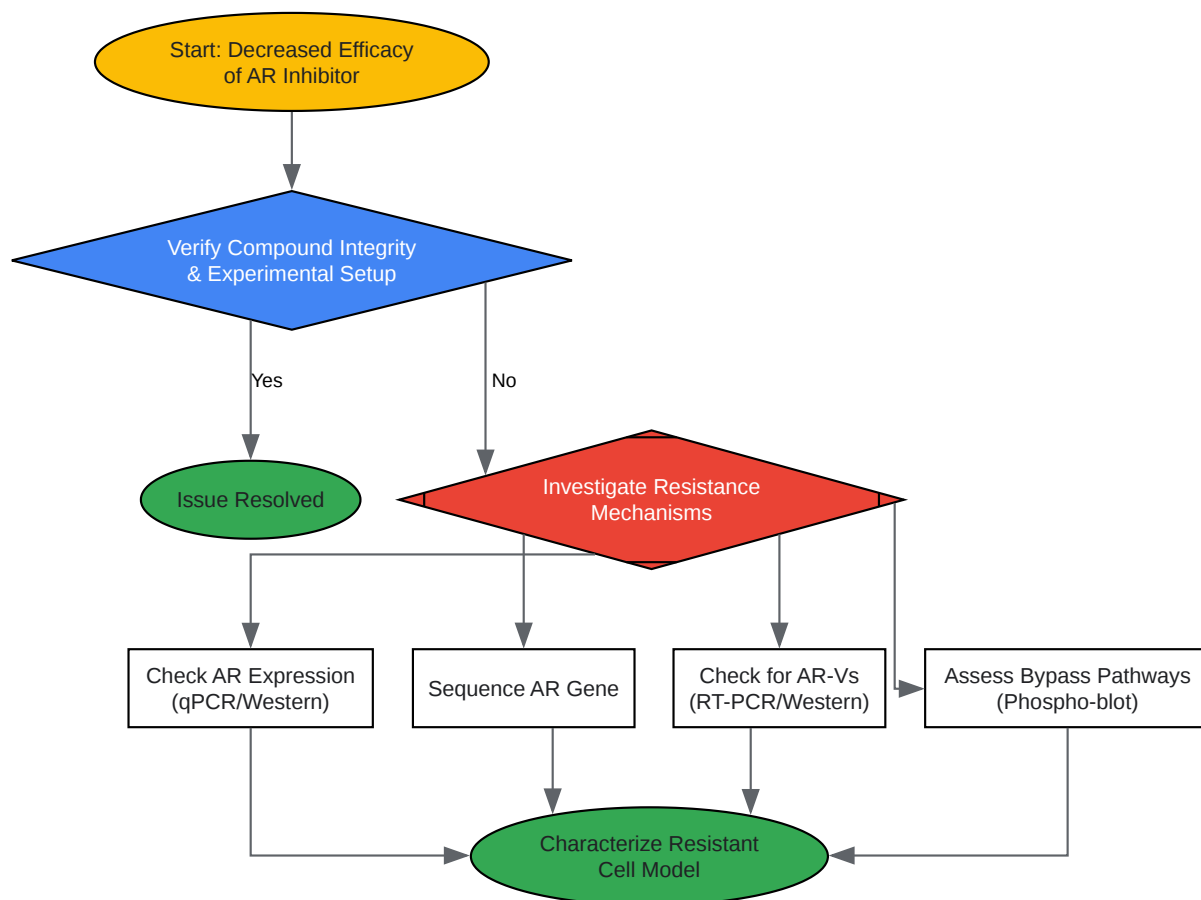 Start: Decreased Efficacy
of AR Inhibitor
Verify Compound Integrity
& Experimental Setup
Yes
No
Issue Resolved
Investigate Resistance
Mechanisms
Check AR Expression
(qPCR/Western)
Sequence AR Gene
Check for AR-Vs
(RT-PCR/Western)
Assess Bypass Pathways
(Phospho-blot)
Characterize Resistant
Cell Model